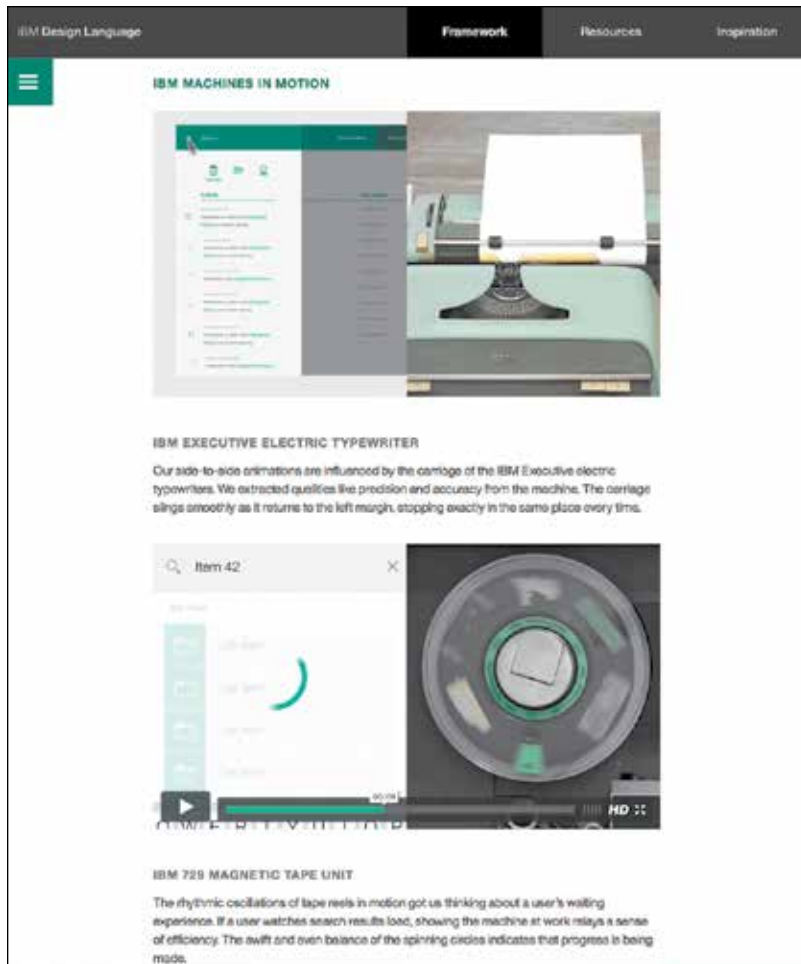 IBM Design Language
Framework
Resources
Inspiration
IBM MACHINES IN MOTION
IBM EXECUTIVE ELECTRIC TYPEWRITER
Our side-to-side animations are influenced by the carriage of the IBM Executive electric
typewriters. We extracted qualities like precision and accuracy from the machine. The carriage
slings smoothly as it returns to the left margin, stopping exactly in the same place every time.
Item 42
HD
IBM 729 MAGNETIC TAPE UNIT
The rhythmic oscillations of tape reels in motion got us thinking about a user's waiting
experience. If a user watches search results load, showing the machine at work relays a sense
of efficiency. The swift and even balance of the spinning circles indicates that progress is being
made.